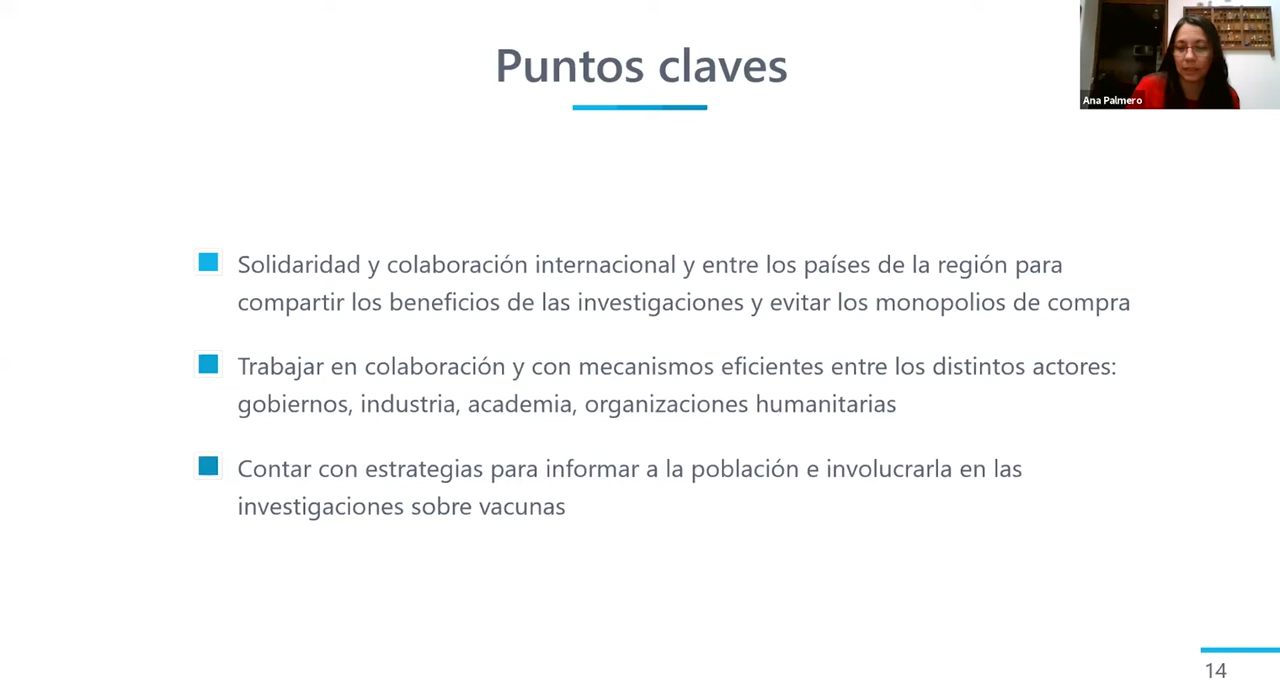 Puntos claves
Ana Palmero
Solidaridad y colaboración internacional y entre los países de la región para
compartir los beneficios de las investigaciones y evitar los monopolios de compra
Trabajar en colaboración y con mecanismos eficientes entre los distintos actores:
gobiernos, industria, academia, organizaciones humanitarias
Contar con estrategias para informar a la población e involucrarla en las
investigaciones sobre vacunas
14